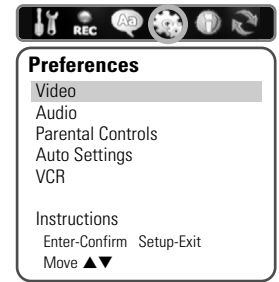 REC Aa
Preferences
Video
Audio
Parental Controls
Auto Settings
VCR
Instructions
Enter-Confirm Setup-Exit
Move ▲▼